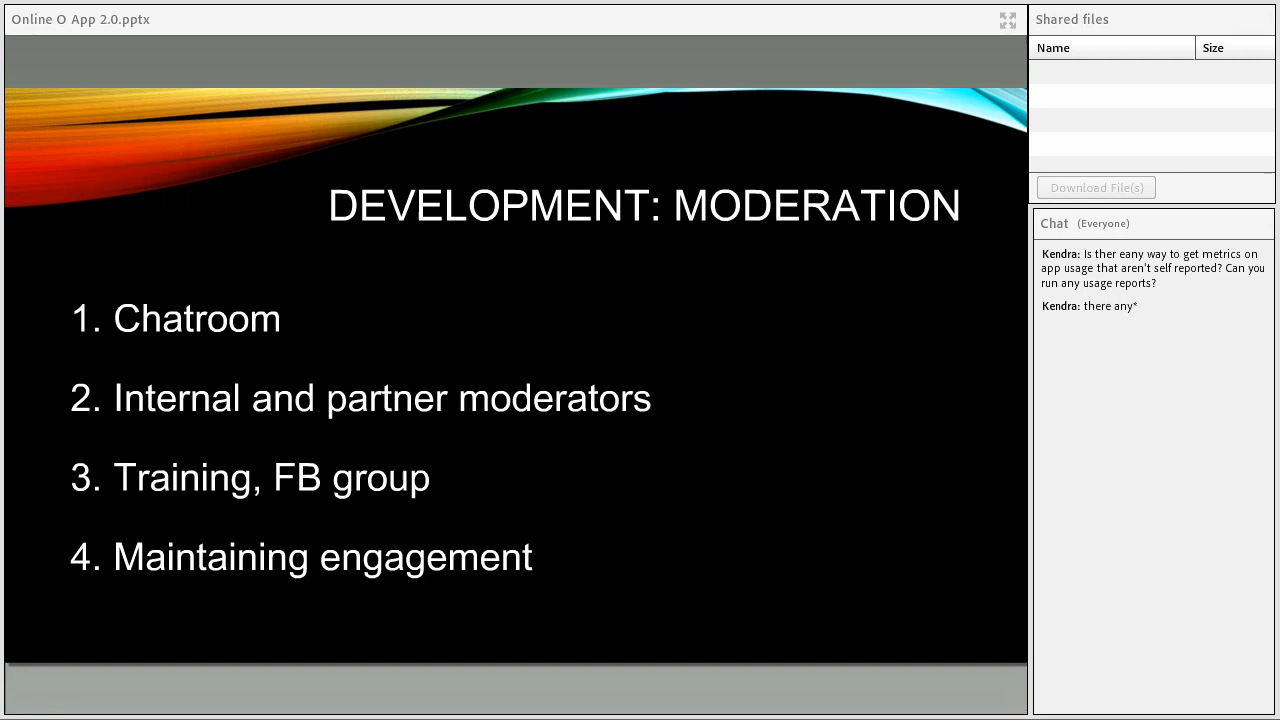 Online O App 2.0.pptx
DEVELOPMENT: MODERATION
1. Chatroom
2. Internal and partner moderators
3. Training, FB group
4. Maintaining engagement
Shared files
Name Size
Download File(s)
Chat (Everyone)
Kendra: Is ther eany way to get metrics on
app usage that aren't self reported? Can you
run any usage reports?
Kendra: there any*